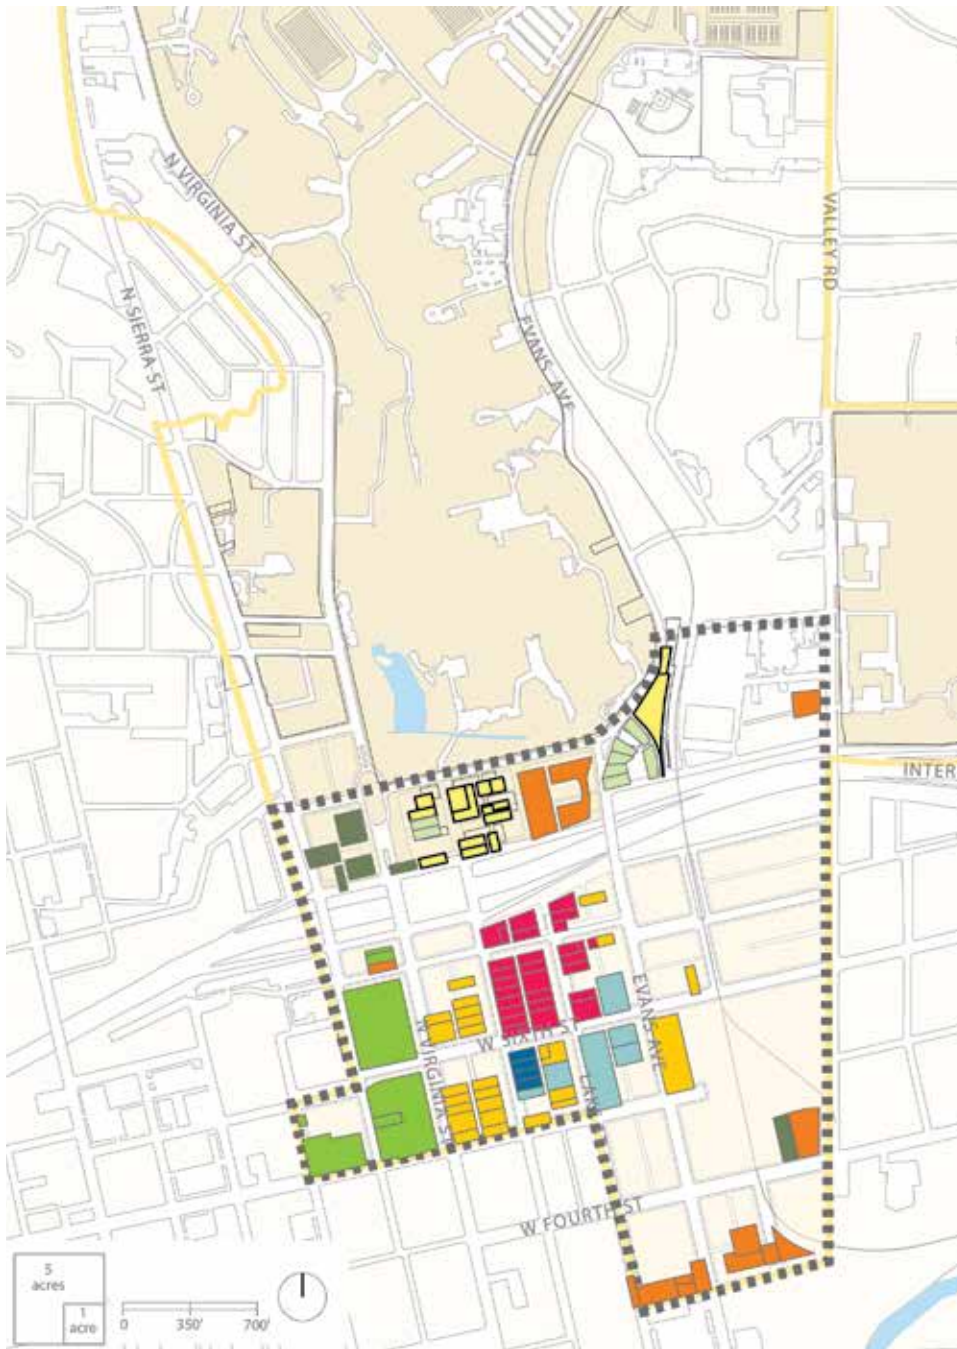 N VIRGINIA ST
VALLEY RD
N SIERRA ST
EVANS AVE
INTER
EVANS AVE
W SIXTH ST
N VIRGINIA ST
LAKE
W FOURTH ST
5
acres
1
acre
0 350' 700'